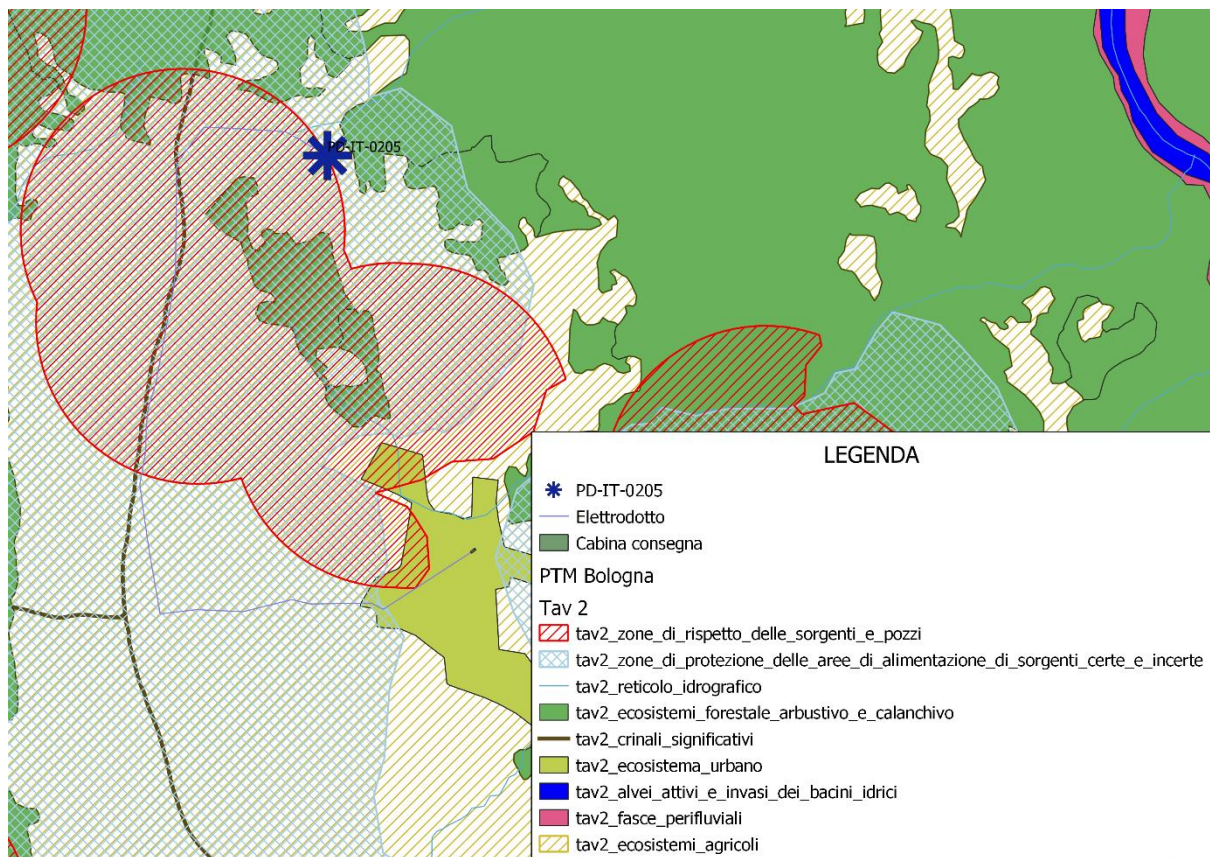 PD-IT-0205
LEGENDA
PD-IT-0205
Elettrodotto
Cabina consegna
PTM Bologna
Tav 2
tav2_zone_di_rispetto_delle_sorgenti_e_pozzi
tav2_zone_di_protezione_delle_aree_di_alimentazione_di_sorgenti_certe_e_incerte
tav2_reticolo_idrografico
tav2_ecosistemi_forestale_arbustivo_e_calanchivo
tav2_crinali_significativi
tav2_ecosistema_urbano
tav2_alvei_attivi_e_invasi_dei_bacini_idrici
tav2_fasce_perifluviali
tav2_ecosistemi_agricoli